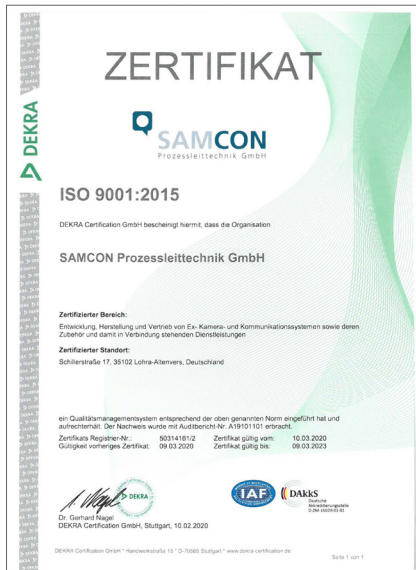 ZERTIFIKAT
DEKRA
SAMCON
Prozessleittechnik GmbH
ISO 9001:2015
DEKRA Certification GmbH bescheinigt hiermit, dass die Organisation
SAMCON Prozessleittechnik GmbH
Zertifizierter Bereich:
Entwicklung, Herstellung und Vertrieb von Ex- Kamera- und Kommunikationssystemen sowie deren
Zubehör und damit in Verbindung stehenden Dienstleistungen
Zertifizierter Standort:
Schillerstraße 17, 35102 Lohra-Altenvers, Deutschland
ein Qualitätsmanagementsystem entsprechend der oben genannten Norm eingeführt hat und
aufrechterhält. Der Nachweis wurde mit Auditbericht-Nr. A19101101 erbracht.
Zertifikats Registrier-Nr.: 50314161/2 Zertifikat gültig vom: 10.03.2020
Gültigkeit vorheriges Zertifikat: 09.03.2020 Zertifikat gültig bis: 09.03.2023
DEKRA
Dr. Gerhard Nagel
DEKRA Certification GmbH, Stuttgart, 10.02.2020
IAF
DAkkS
Deutsche
Akkreditierungsstelle
DEKRA Certification GmbH * Handwerkstraße 15 * D-70565 Stuttgart * www.dekra-certification.de
Seite 1 von 1